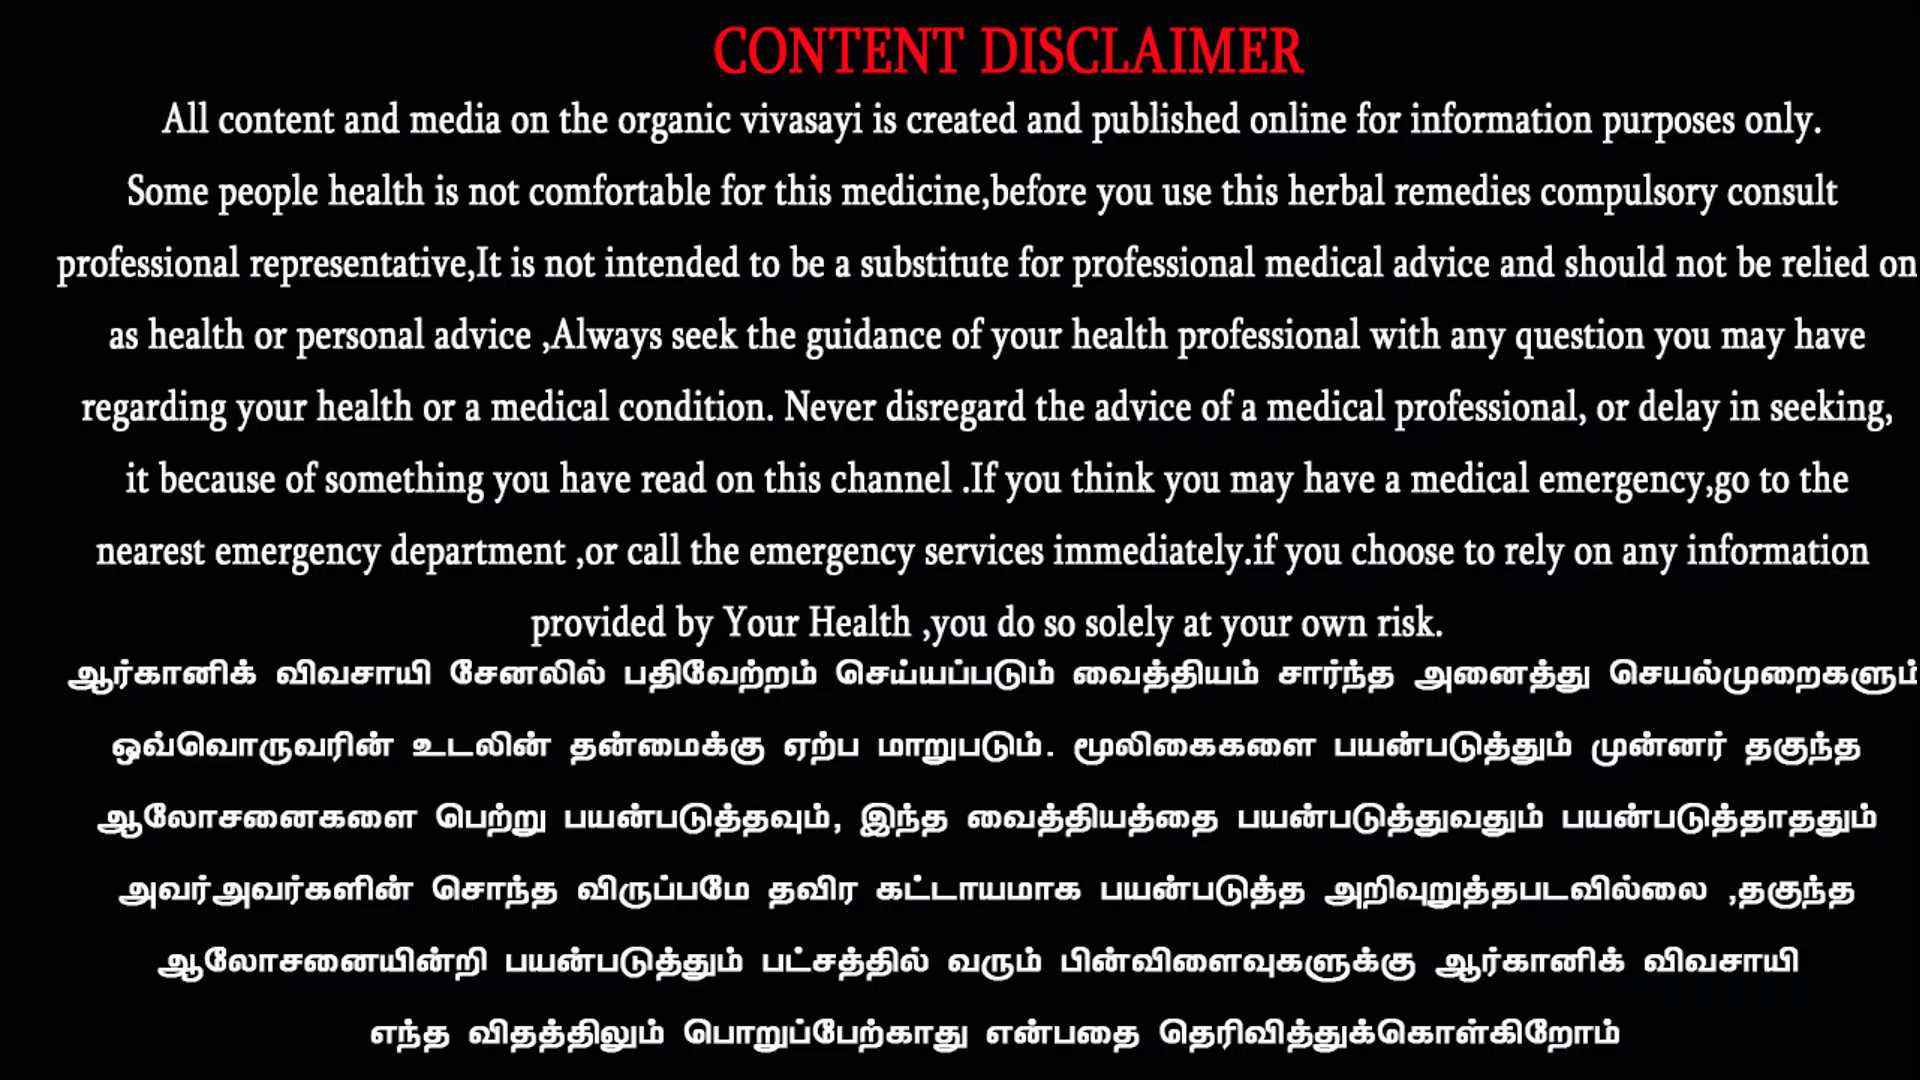 CONTENT DISCLAIMER
All content and media on the organic vivasayi is created and published online for information purposes only.
Some people health is not comfortable for this medicine,before you use this herbal remedies compulsory consult
professional representative,It is not intended to be a substitute for professional medical advice and should not be relied on
as health or personal advice ,Always seek the guidance of your health professional with any question you may have
regarding your health or a medical condition. Never disregard the advice of a medical professional, or delay in seeking,
it because of something you have read on this channel .If you think you may have a medical emergency,go to the
nearest emergency department ,or call the emergency services immediately.if you choose to rely on any information
provided by Your Health ,you do so solely at your own risk.
ஆர்கானிக் விவசாயி சேனலில் பதிவேற்றம் செய்யப்படும் வைத்தியம் சார்ந்த அனைத்து செயல்முறைகளும்
ஒவ்வொருவரின் உடலின் தன்மைக்கு ஏற்ப மாறுபடும். மூலிகைகளை பயன்படுத்தும் முன்னர் தகுந்த
ஆலோசனைகளை பெற்று பயன்படுத்தவும், இந்த வைத்தியத்தை பயன்படுத்துவதும் பயன்படுத்தாததும்
அவர்அவர்களின் சொந்த விருப்பமே தவிர கட்டாயமாக பயன்படுத்த அறிவுறுத்தபடவில்லை ,தகுந்த
ஆலோசனையின்றி பயன்படுத்தும் பட்சத்தில் வரும் பின்விளைவுகளுக்கு ஆர்கானிக் விவசாயி
எந்த விதத்திலும் பொறுப்பேற்காது என்பதை தெரிவித்துக்கொள்கிறோம்